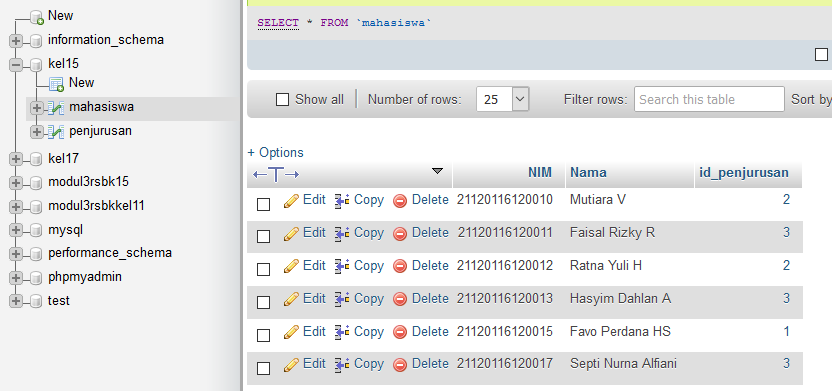 New
information_schema
kel15
New
mahasiswa
penjurusan
kel17
modul3rsbk15
modul3rsbkkel11
mysql
performance_schema
phpmyadmin
test
SELECT * FROM `mahasiswa`
Show all Number of rows: 25 Filter rows: Search this table Sort by
+ Options
NIM Nama id_penjurusan
Edit Copy Delete 21120116120010 Mutiara V 2
Edit Copy Delete 21120116120011 Faisal Rizky R 3
Edit Copy Delete 21120116120012 Ratna Yuli H 2
Edit Copy Delete 21120116120013 Hasyim Dahlan A 3
Edit Copy Delete 21120116120015 Favo Perdana HS 1
Edit Copy Delete 21120116120017 Septi Nurna Alfiani 3